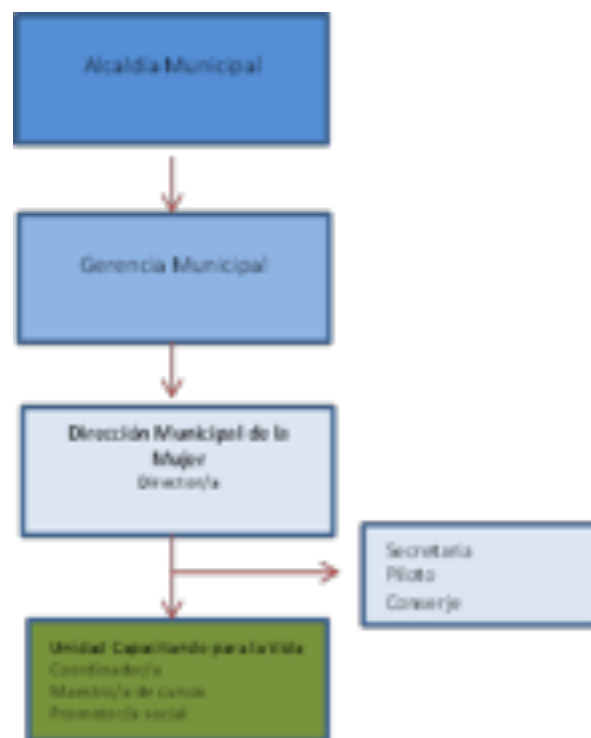 Alcaldía Municipal
Gerencia Municipal
Dirección Municipal de la
Mujer
Director/a
Secretaria
Piloto
Conserje
Unidad Capacitando para la Vida
Coordinador/a
Maestro/a de cursos
Promotor/a social